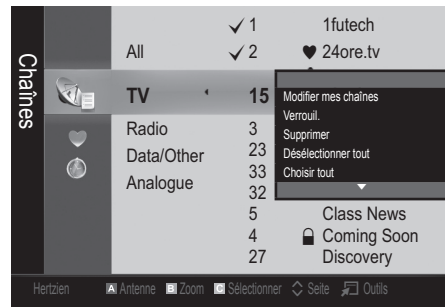 Chaînes
✓ 1 1futech
All ✓ 2 ♥ 24ore.tv
TV 15
Radio 3
Data/Other 23
Analogue 33
32
5 Class News
4 Coming Soon
27 Discovery
Modifier mes chaînes
Verrouil.
Supprimer
Désélectionner tout
Choisir tout
Hertzien A Antenne B Zoom C Sélectionner Seite Outils